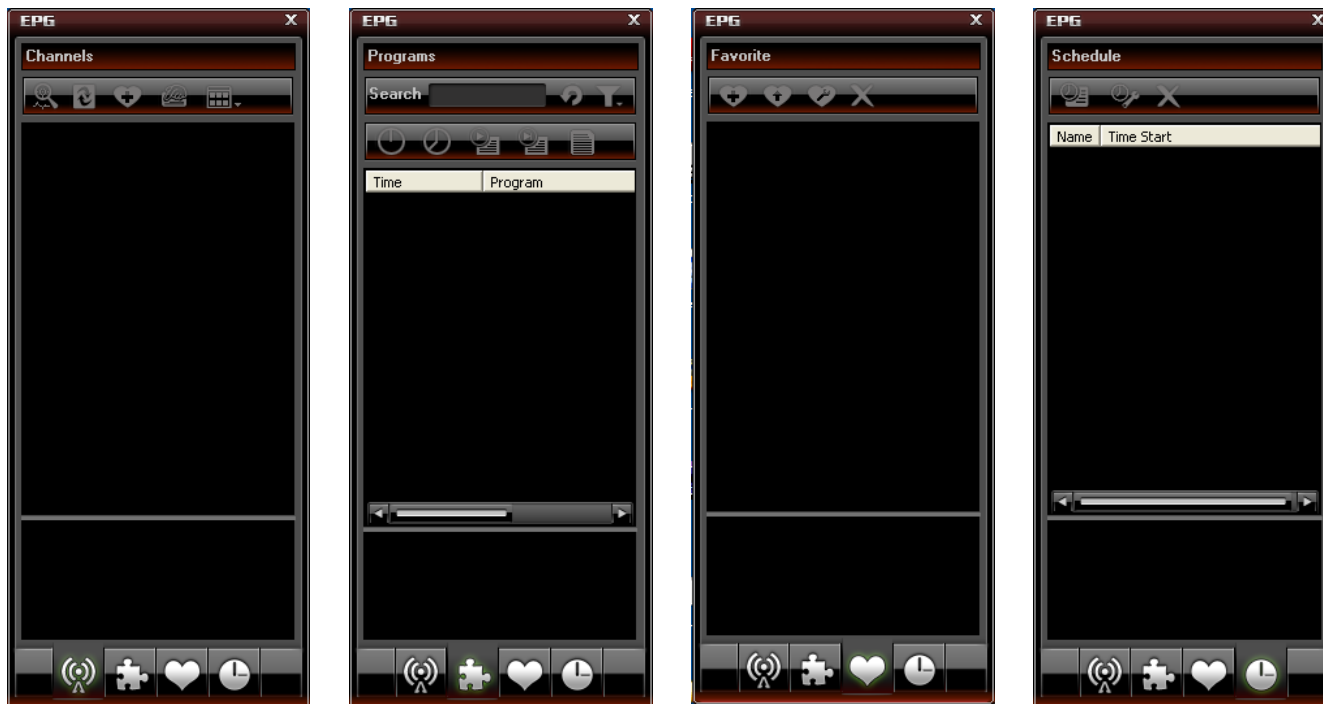 EPG X
Channels
EPG X
Programs
Search
Time Program
EPG X
Favorite
EPG X
Schedule
Name Time Start